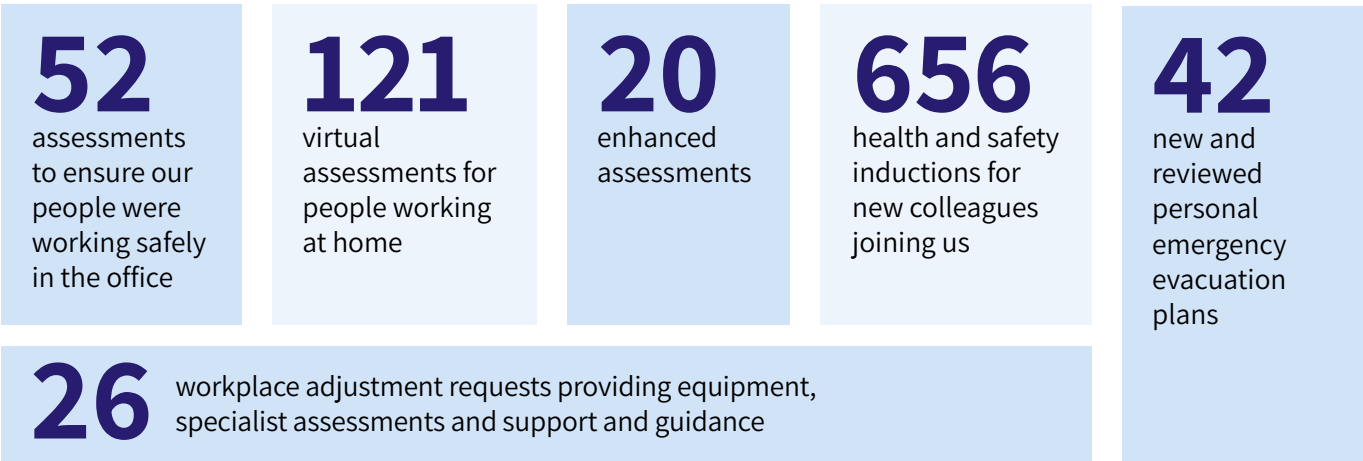 52
assessments
to ensure our
people were
working safely
in the office
121
virtual
assessments for
people working
at home
20
enhanced
assessments
656
health and safety
inductions for
new colleagues
joining us
42
new and
reviewed
personal
emergency
evacuation
plans
26
workplace adjustment requests providing equipment,
specialist assessments and support and guidance